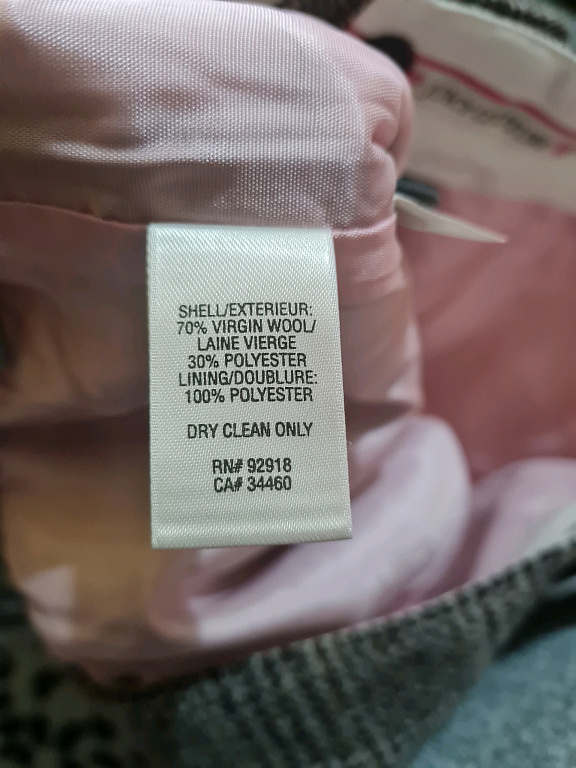 SHELL/EXTERIEUR:
70% VIRGIN WOOL/
LAINE VIERGE
30% POLYESTER
LINING/DOUBLURE:
100% POLYESTER
DRY CLEAN ONLY
RN# 92918
CA# 34460